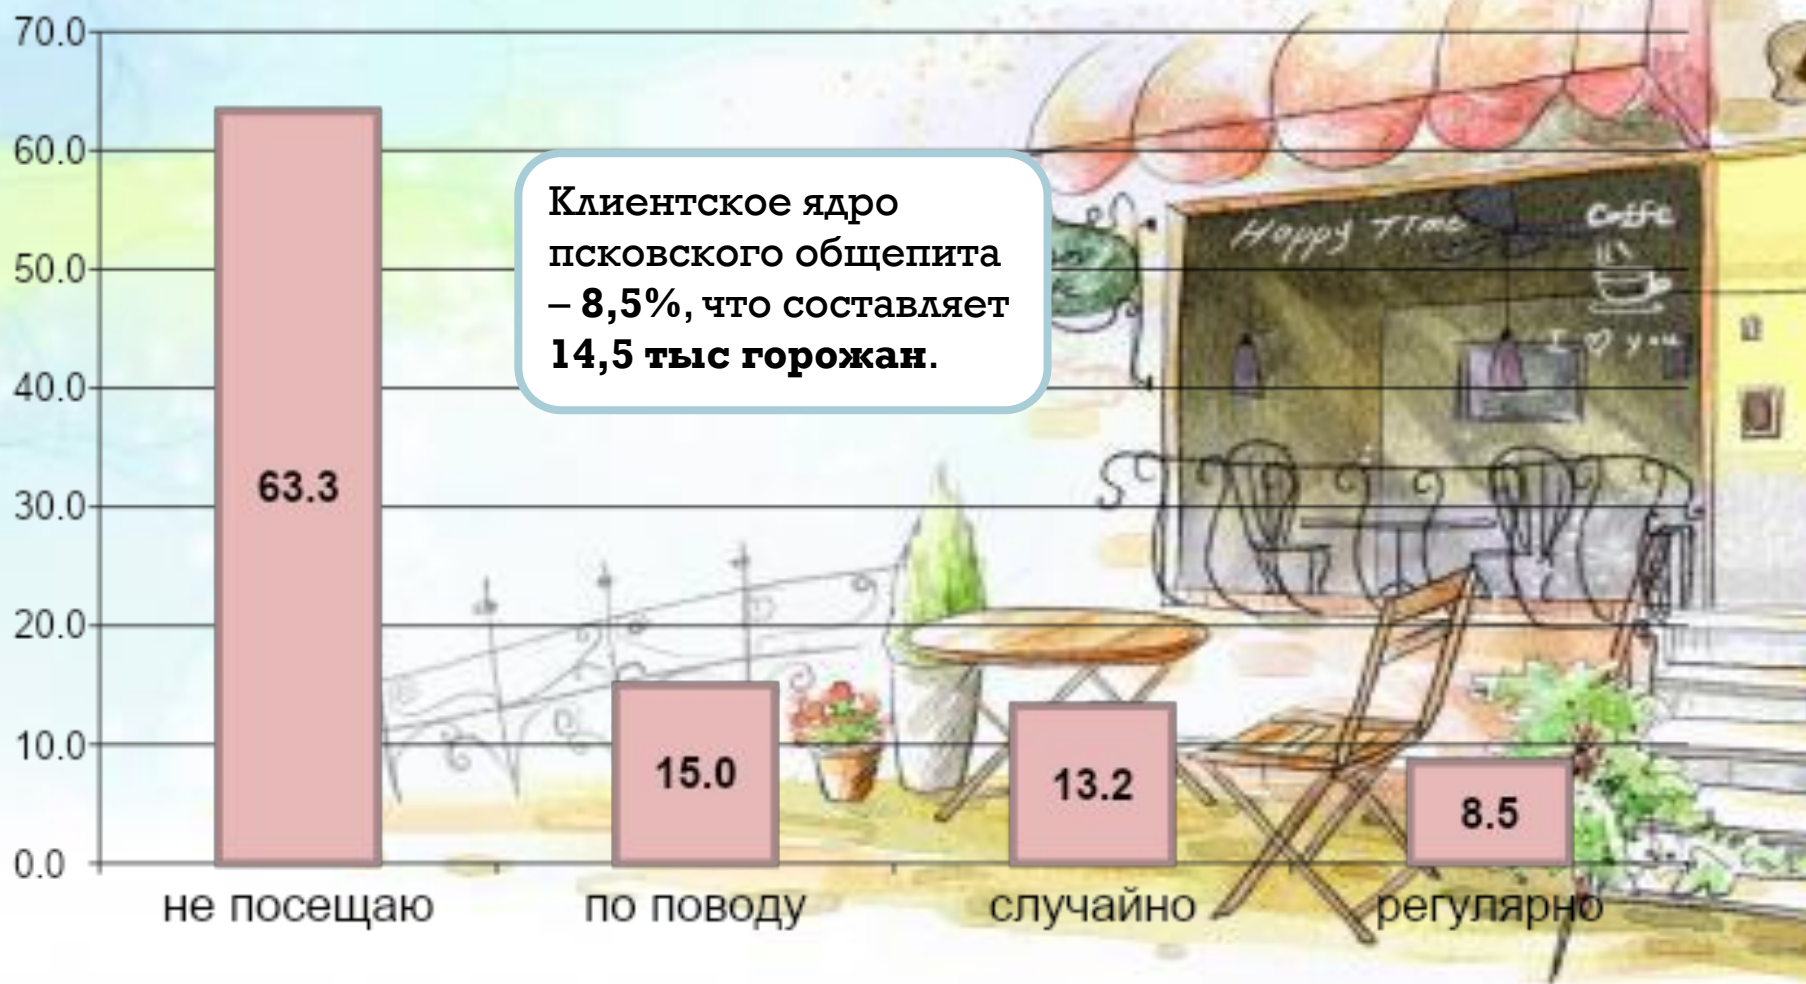 70.0
60.0
50.0
40.0
30.0
20.0
10.0
0.0
Клиентское ядро
псковского общепита
– 8,5%, что составляет
14,5 тыс горожан.
Happy Time
Coffe
I ♡ you
63.3
15.0
13.2
8.5
не посещаю
по поводу
случайно
регулярно